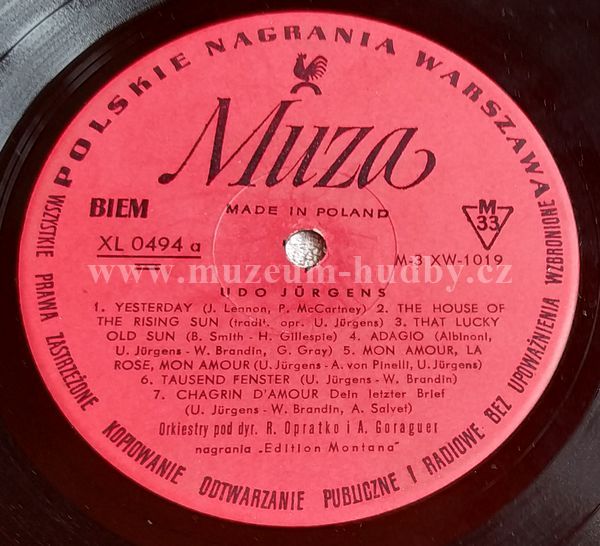 POLSKIE NAGRANIA WARSZAWA
Muza
BIEM
MADE IN POLAND
M
33
XL 0494 a
M-3 XW-1019
www.muzeum-hudby.cz
UDO JÜRGENS
1. YESTERDAY (J. Lennon, P. McCartney) 2. THE HOUSE OF
THE RISING SUN (tradit. opr. U. Jürgens) 3. THAT LUCKY
OLD SUN (B. Smith - H. Gillespie) 4. ADAGIO (Albinoni,
U. Jürgens - W. Brandin, G. Gray) 5. MON AMOUR, LA
ROSE, MON AMOUR (U. Jürgens - A. von Pinelli, U. Jürgens)
6. TAUSEND FENSTER (U. Jürgens - W. Brandin)
7. CHAGRIN D'AMOUR Dein letzter Brief
(U. Jürgens - W. Brandin, A. Salvet)
Orkiestry pod dyr. R. Opratko i A. Goraguer
nagrania „Edition Montana"
WSZYSTKIE PRAWA ZASTRZEŻONE KOPIOWANIE ODTWARZANIE PUBLICZNE I RADIOWE BEZ UPOWAŻNIENIA WZBRONIONE